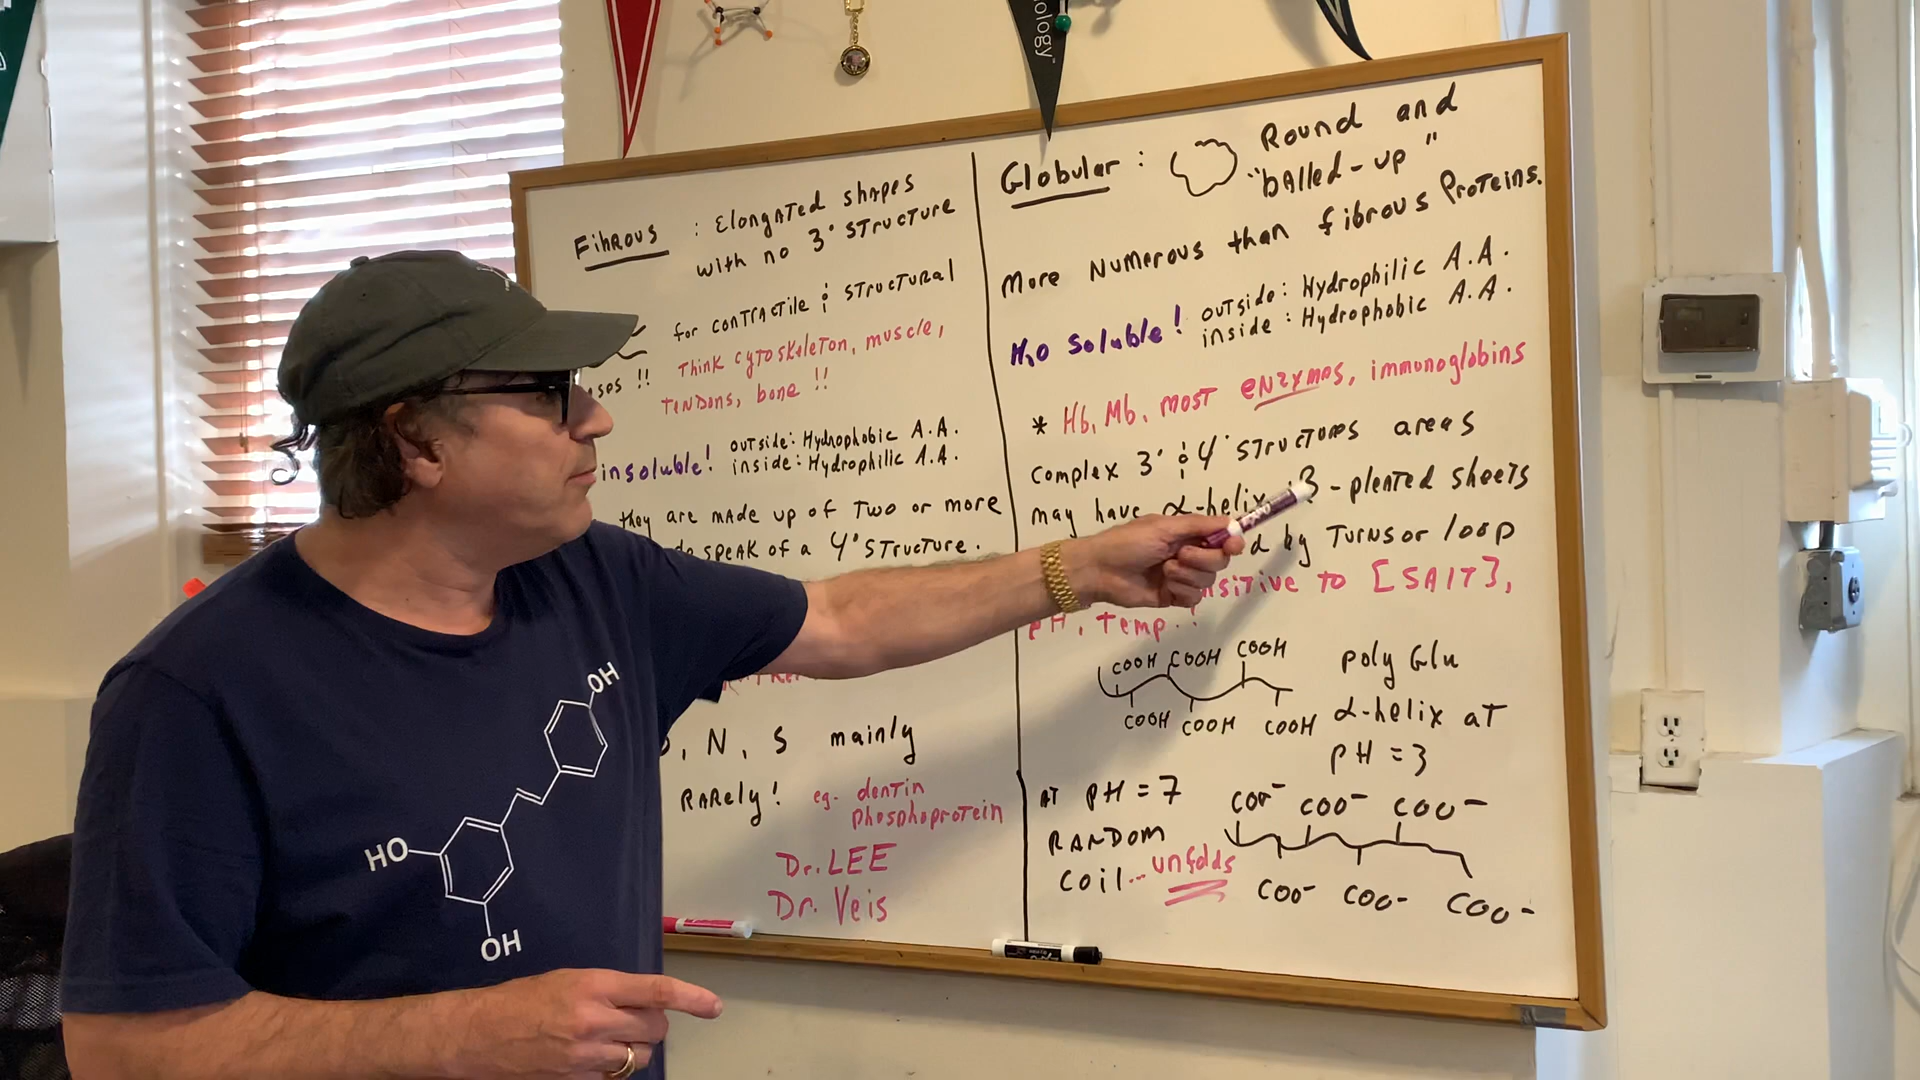 ology
Fibrous : Elongated shapes
with no 3° structure
for contractile & structural
oses !! Think cytoskeleton, muscle,
tendons, bone !!
insoluble! outside: Hydrophobic A.A.
inside: Hydrophilic A.A.
they are made up of two or more
do speak of a 4° structure.
, N, S mainly
Rarely! eg. dentin
phosphoprotein
Dr. LEE
Dr. Veis
Globular : Round and
"balled-up"
More Numerous than fibrous Proteins.
H2O Soluble! outside: Hydrophilic A.A.
inside: Hydrophobic A.A.
* Hb, Mb, most enzymes, immunoglobins
complex 3° & 4° structures areas
may have α-helix, β-pleated sheets
d by Turns or loop
nsitive to [SAlT],
pH, Temp.!
COOH COOH COOH
COOH COOH COOH
poly Glu
α-helix at
pH = 3
AT pH = 7
RANDOM
coil... unfolds
COO- COO- COO-
COO- COO- COO-
OH
HO
OH